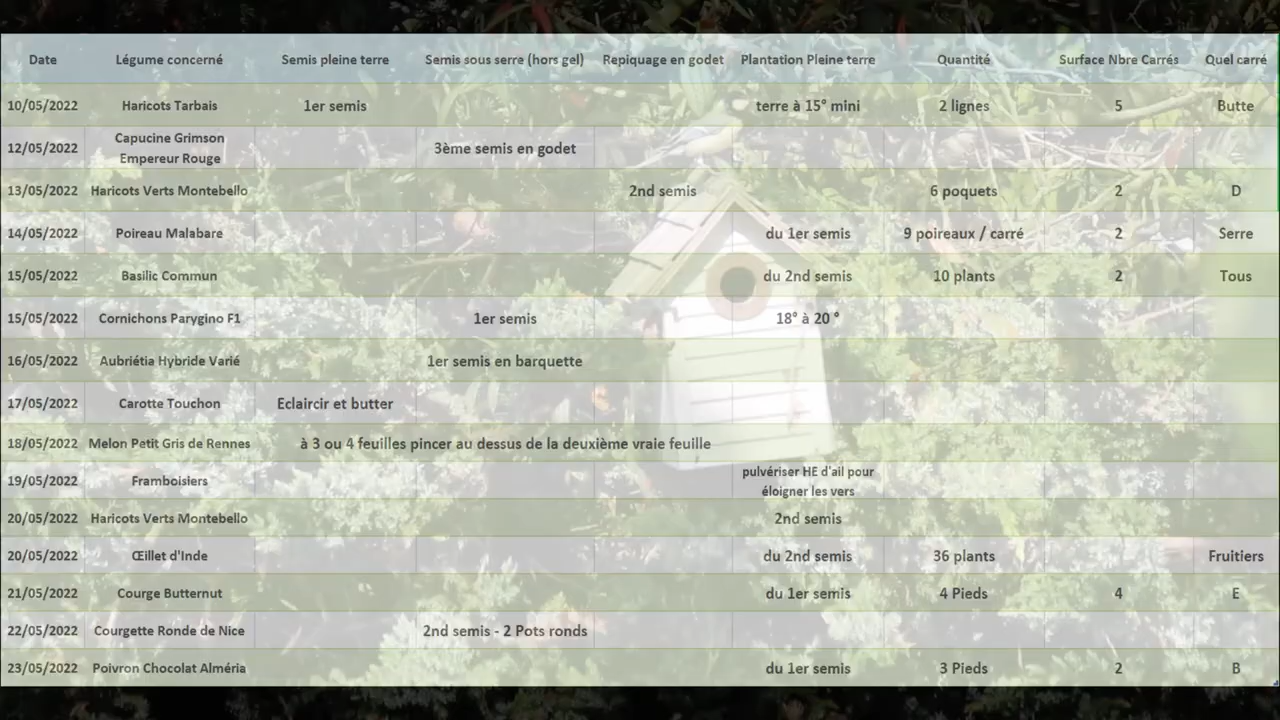 Date Légume concerné Semis pleine terre Semis sous serre (hors gel) Repiquage en godet Plantation Pleine terre Quantité Surface Nbre Carrés Quel carré
10/05/2022 Haricots Tarbais 1er semis terre à 15° mini 2 lignes 5 Butte
12/05/2022 Capucine Grimson Empereur Rouge 3ème semis en godet
13/05/2022 Haricots Verts Montebello 2nd semis 6 poquets 2 D
14/05/2022 Poireau Malabare du 1er semis 9 poireaux / carré 2 Serre
15/05/2022 Basilic Commun du 2nd semis 10 plants 2 Tous
15/05/2022 Cornichons Parygino F1 1er semis 18° à 20 °
16/05/2022 Aubriétia Hybride Varié 1er semis en barquette
17/05/2022 Carotte Touchon Eclaircir et butter
18/05/2022 Melon Petit Gris de Rennes à 3 ou 4 feuilles pincer au dessus de la deuxième vraie feuille
19/05/2022 Framboisiers pulvériser HE d'ail pour éloigner les vers
20/05/2022 Haricots Verts Montebello 2nd semis
20/05/2022 Œillet d'Inde du 2nd semis 36 plants Fruitiers
21/05/2022 Courge Butternut du 1er semis 4 Pieds 4 E
22/05/2022 Courgette Ronde de Nice 2nd semis - 2 Pots ronds
23/05/2022 Poivron Chocolat Alméria du 1er semis 3 Pieds 2 B